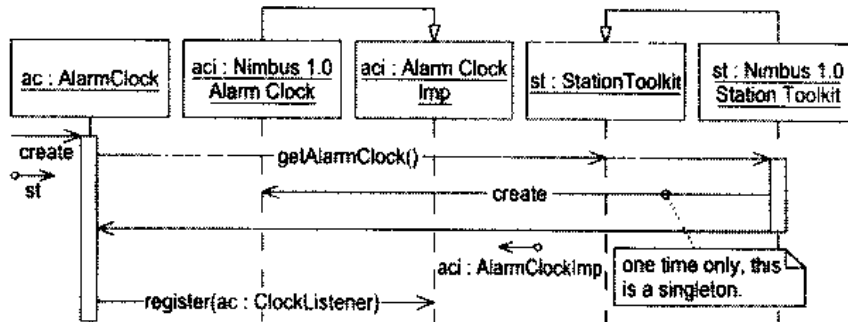 ac : AlarmClock
aci : Nimbus 1.0
Alarm Clock
aci : Alarm Clock
Imp
st : StationToolkit
st : Nimbus 1.0
Station Toolkit
create
st
getAlarmClock()
create
aci : AlarmClockImp
one time only, this
is a singleton.
register(ac : ClockListener)